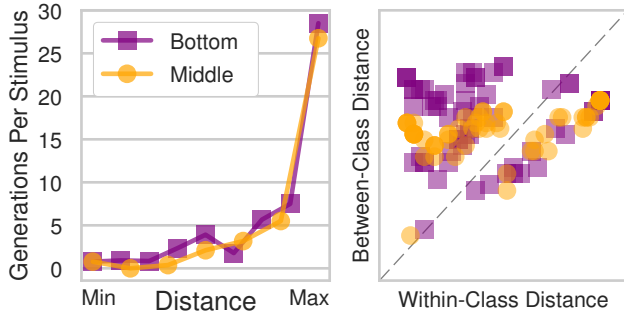 Generations Per Stimulus
30
25
20
15
10
5
0
Bottom
Middle
Min
Distance
Max
Between-Class Distance
Within-Class Distance